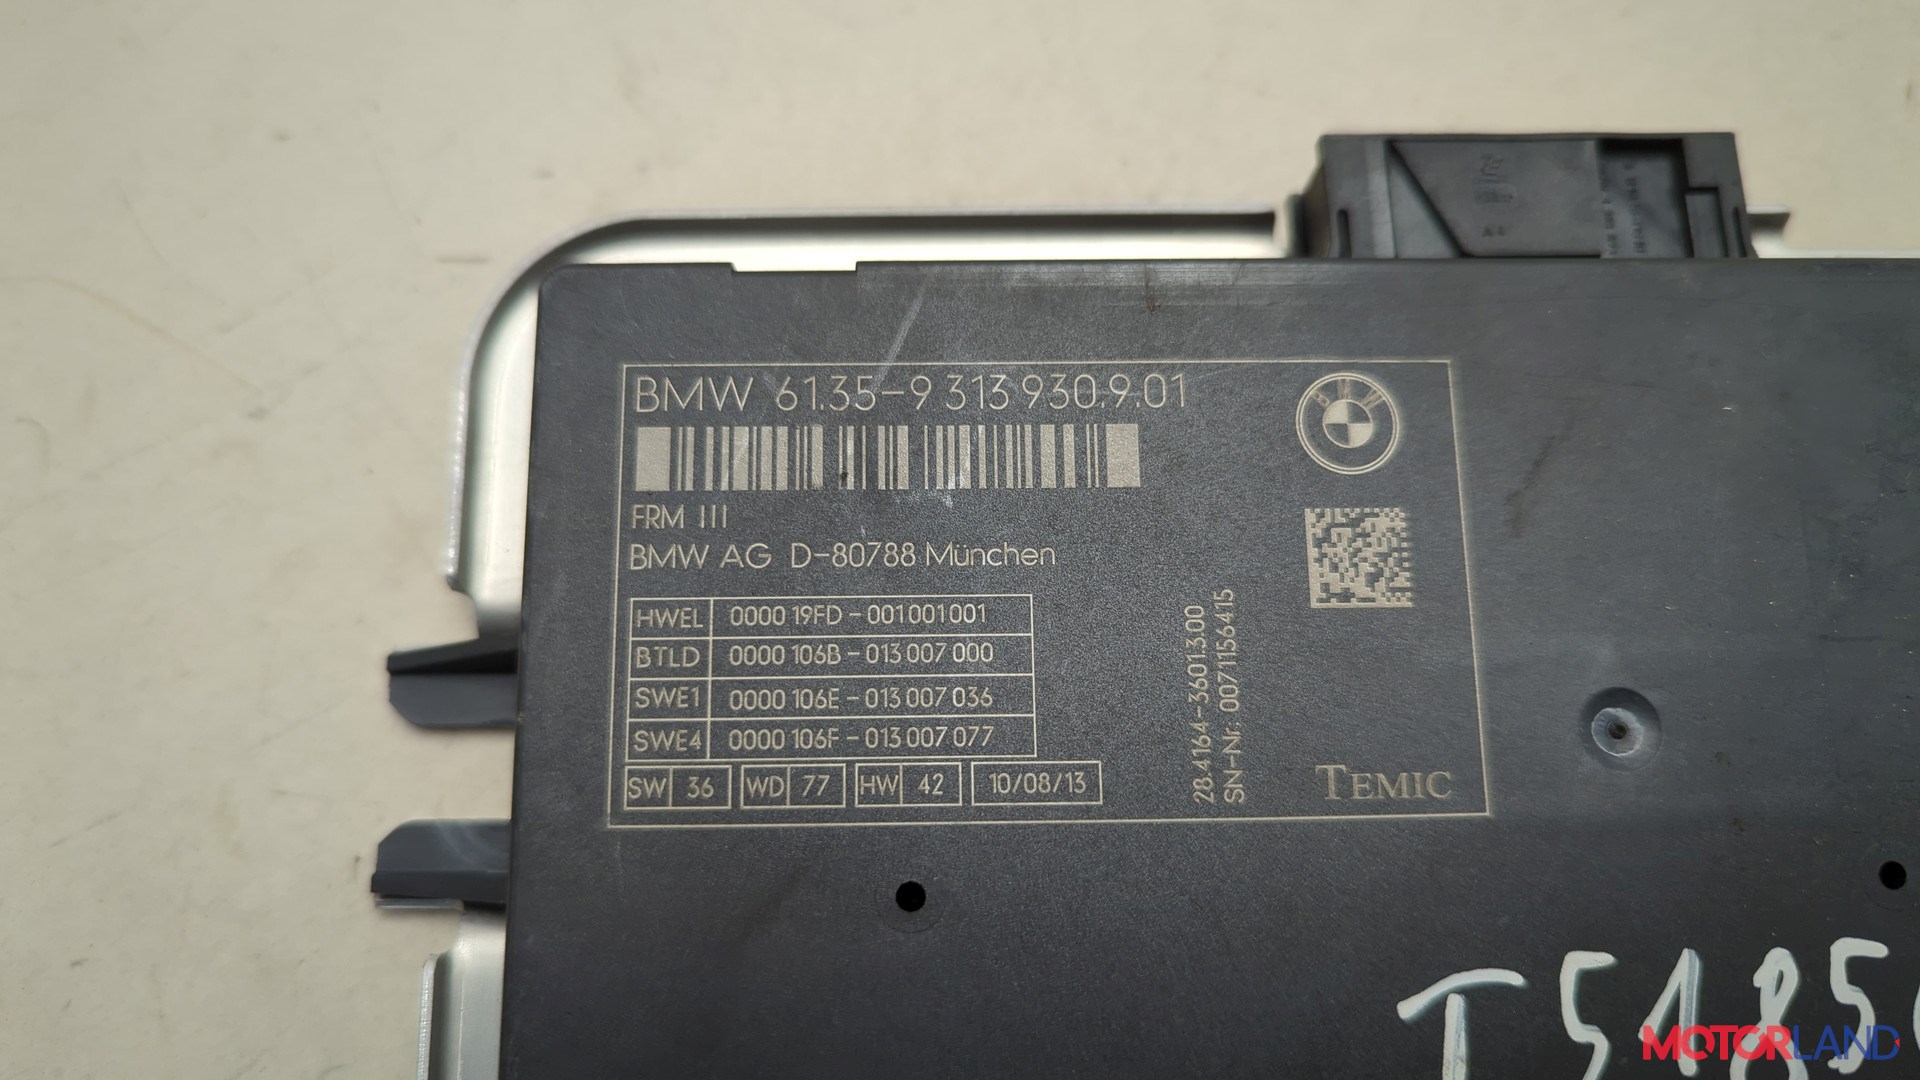 BMW 61.35-9 313 930.9.01
BMW
FRM III
BMW AG D-80788 München
HWEL 0000 19FD - 001 001 001
BTLD 0000 106B - 013 007 000
SWE1 0000 106E - 013 007 036
SWE4 0000 106F - 013 007 077
SW 36 WD 77 HW 42 10/08/13
28.4164-3601.3.00
SN-Nr. 0071156415
TEMIC
T5185
MOTORLAND